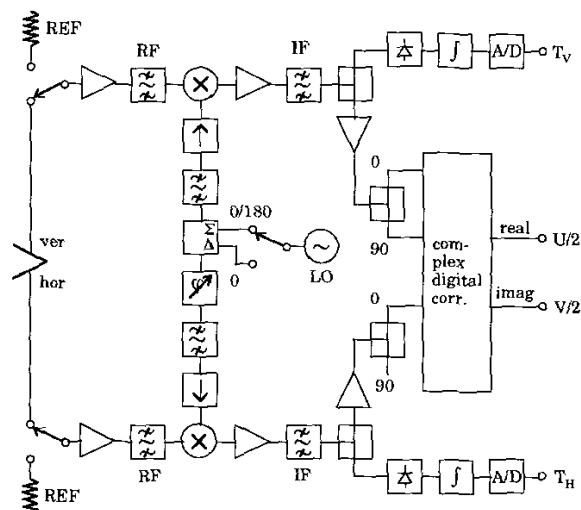 REF
RF
IF
∫
A/D
T_V
0
ver
hor
0/180
Σ
Δ
0
~
LO
φ
90
com-
plex
digital
corr.
real
U/2
imag
V/2
0
90
RF
IF
∫
A/D
T_H
REF